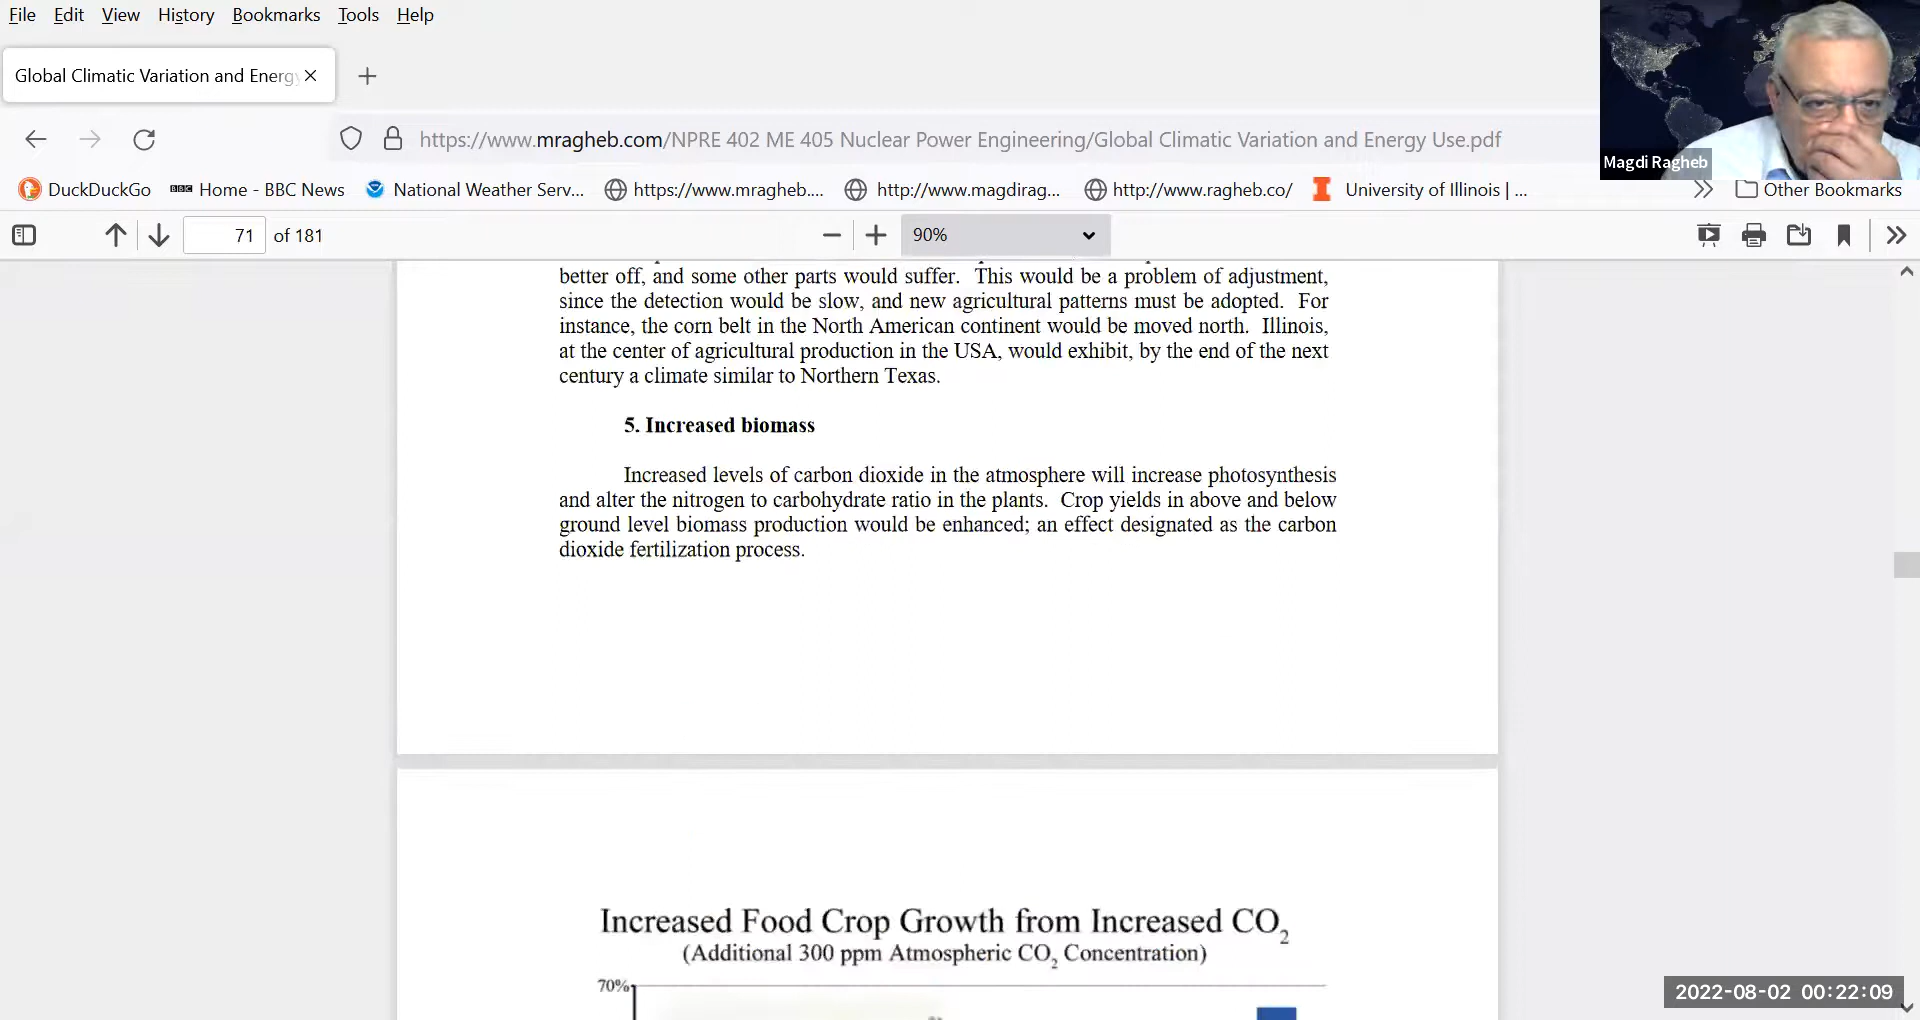 File Edit View History Bookmarks Tools Help
Global Climatic Variation and Energy
https://www.mragheb.com/NPRE 402 ME 405 Nuclear Power Engineering/Global Climatic Variation and Energy Use.pdf
Magdi Ragheb
DuckDuckGo BBC Home - BBC News National Weather Serv... https://www.mragheb.... http://www.magdirag... http://www.ragheb.co/ University of Illinois | ... Other Bookmarks
71 of 181 90%
better off, and some other parts would suffer. This would be a problem of adjustment,
since the detection would be slow, and new agricultural patterns must be adopted. For
instance, the corn belt in the North American continent would be moved north. Illinois,
at the center of agricultural production in the USA, would exhibit, by the end of the next
century a climate similar to Northern Texas.
5. Increased biomass
Increased levels of carbon dioxide in the atmosphere will increase photosynthesis
and alter the nitrogen to carbohydrate ratio in the plants. Crop yields in above and below
ground level biomass production would be enhanced; an effect designated as the carbon
dioxide fertilization process.
Increased Food Crop Growth from Increased CO₂
(Additional 300 ppm Atmospheric CO₂ Concentration)
70%
2022-08-02 00:22:09